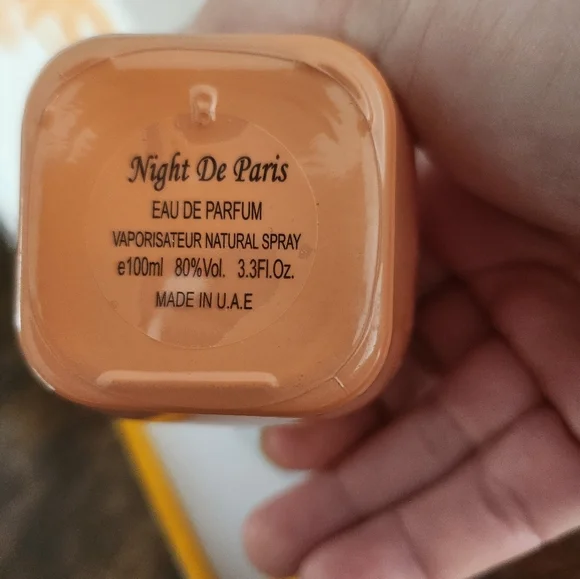 Night De Paris
EAU DE PARFUM
VAPORISATEUR NATURAL SPRAY
e100ml 80%Vol. 3.3Fl.Oz.
MADE IN U.A.E